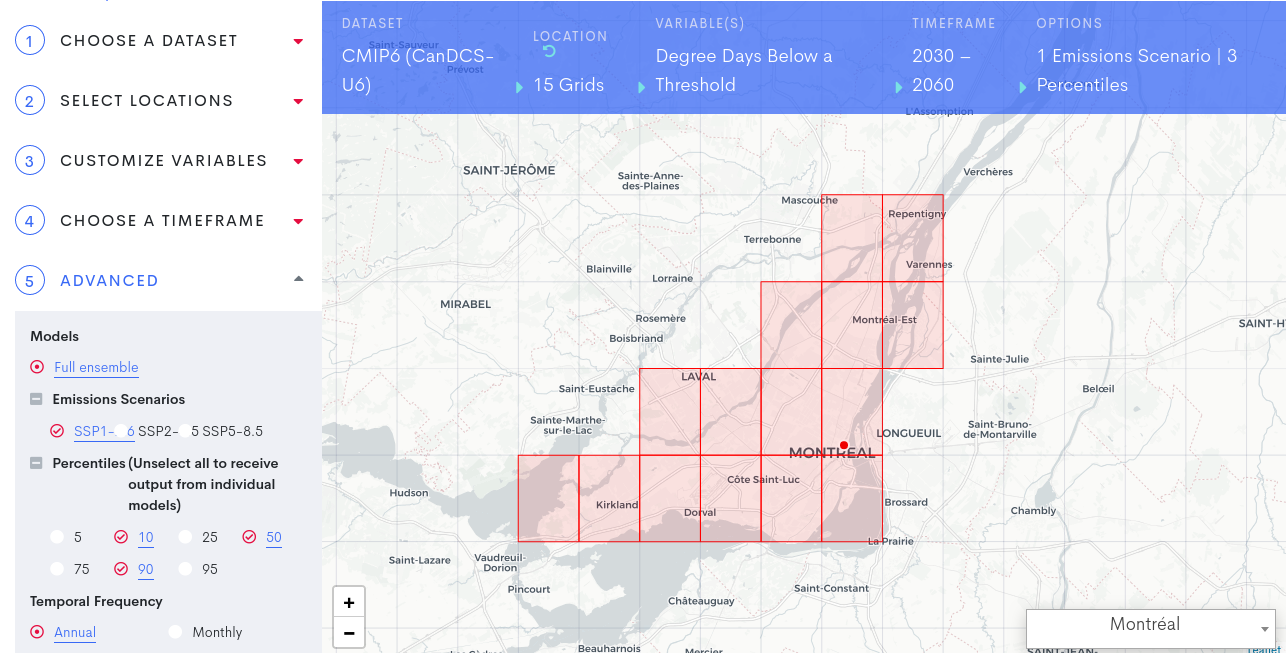 1 CHOOSE A DATASET
2 SELECT LOCATIONS
3 CUSTOMIZE VARIABLES
4 CHOOSE A TIMEFRAME
5 ADVANCED
Models
Full ensemble
Emissions Scenarios
SSP1- 6 SSP2- 5 SSP5-8.5
Percentiles (Unselect all to receive
output from individual
models)
5 10 25 50
75 90 95
Temporal Frequency
Annual Monthly
DATASET
CMIP6 (CanDCS-
U6)
LOCATION
15 Grids
VARIABLE(S)
Degree Days Below a
Threshold
TIMEFRAME
2030 –
2060
OPTIONS
1 Emissions Scenario | 3
Percentiles
Saint-Sauveur
Prévost
L'Assomption
SAINT-JÉRÔME
Sainte-Anne-
des-Plaines
Verchères
Mascouche
Repentigny
Terrebonne
Varennes
Blainville
Lorraine
MIRABEL
Rosemère
Montréal-Est
SAINT-H
Boisbriand
Sainte-Julie
LAVAL
Saint-Eustache
Belœil
Sainte-Marthe-
sur-le-Lac
LONGUEUIL
Saint-Bruno-
de-Montarville
MONTRÉAL
Côte Saint-Luc
Hudson
Kirkland
Dorval
Brossard
Chambly
La Prairie
Saint-Lazare
Vaudreuil-
Dorion
Pincourt
Saint-Constant
Châteauguay
Beauharnois
Mercier
SAINT-JEAN-
+
−
Montréal
Leaflet